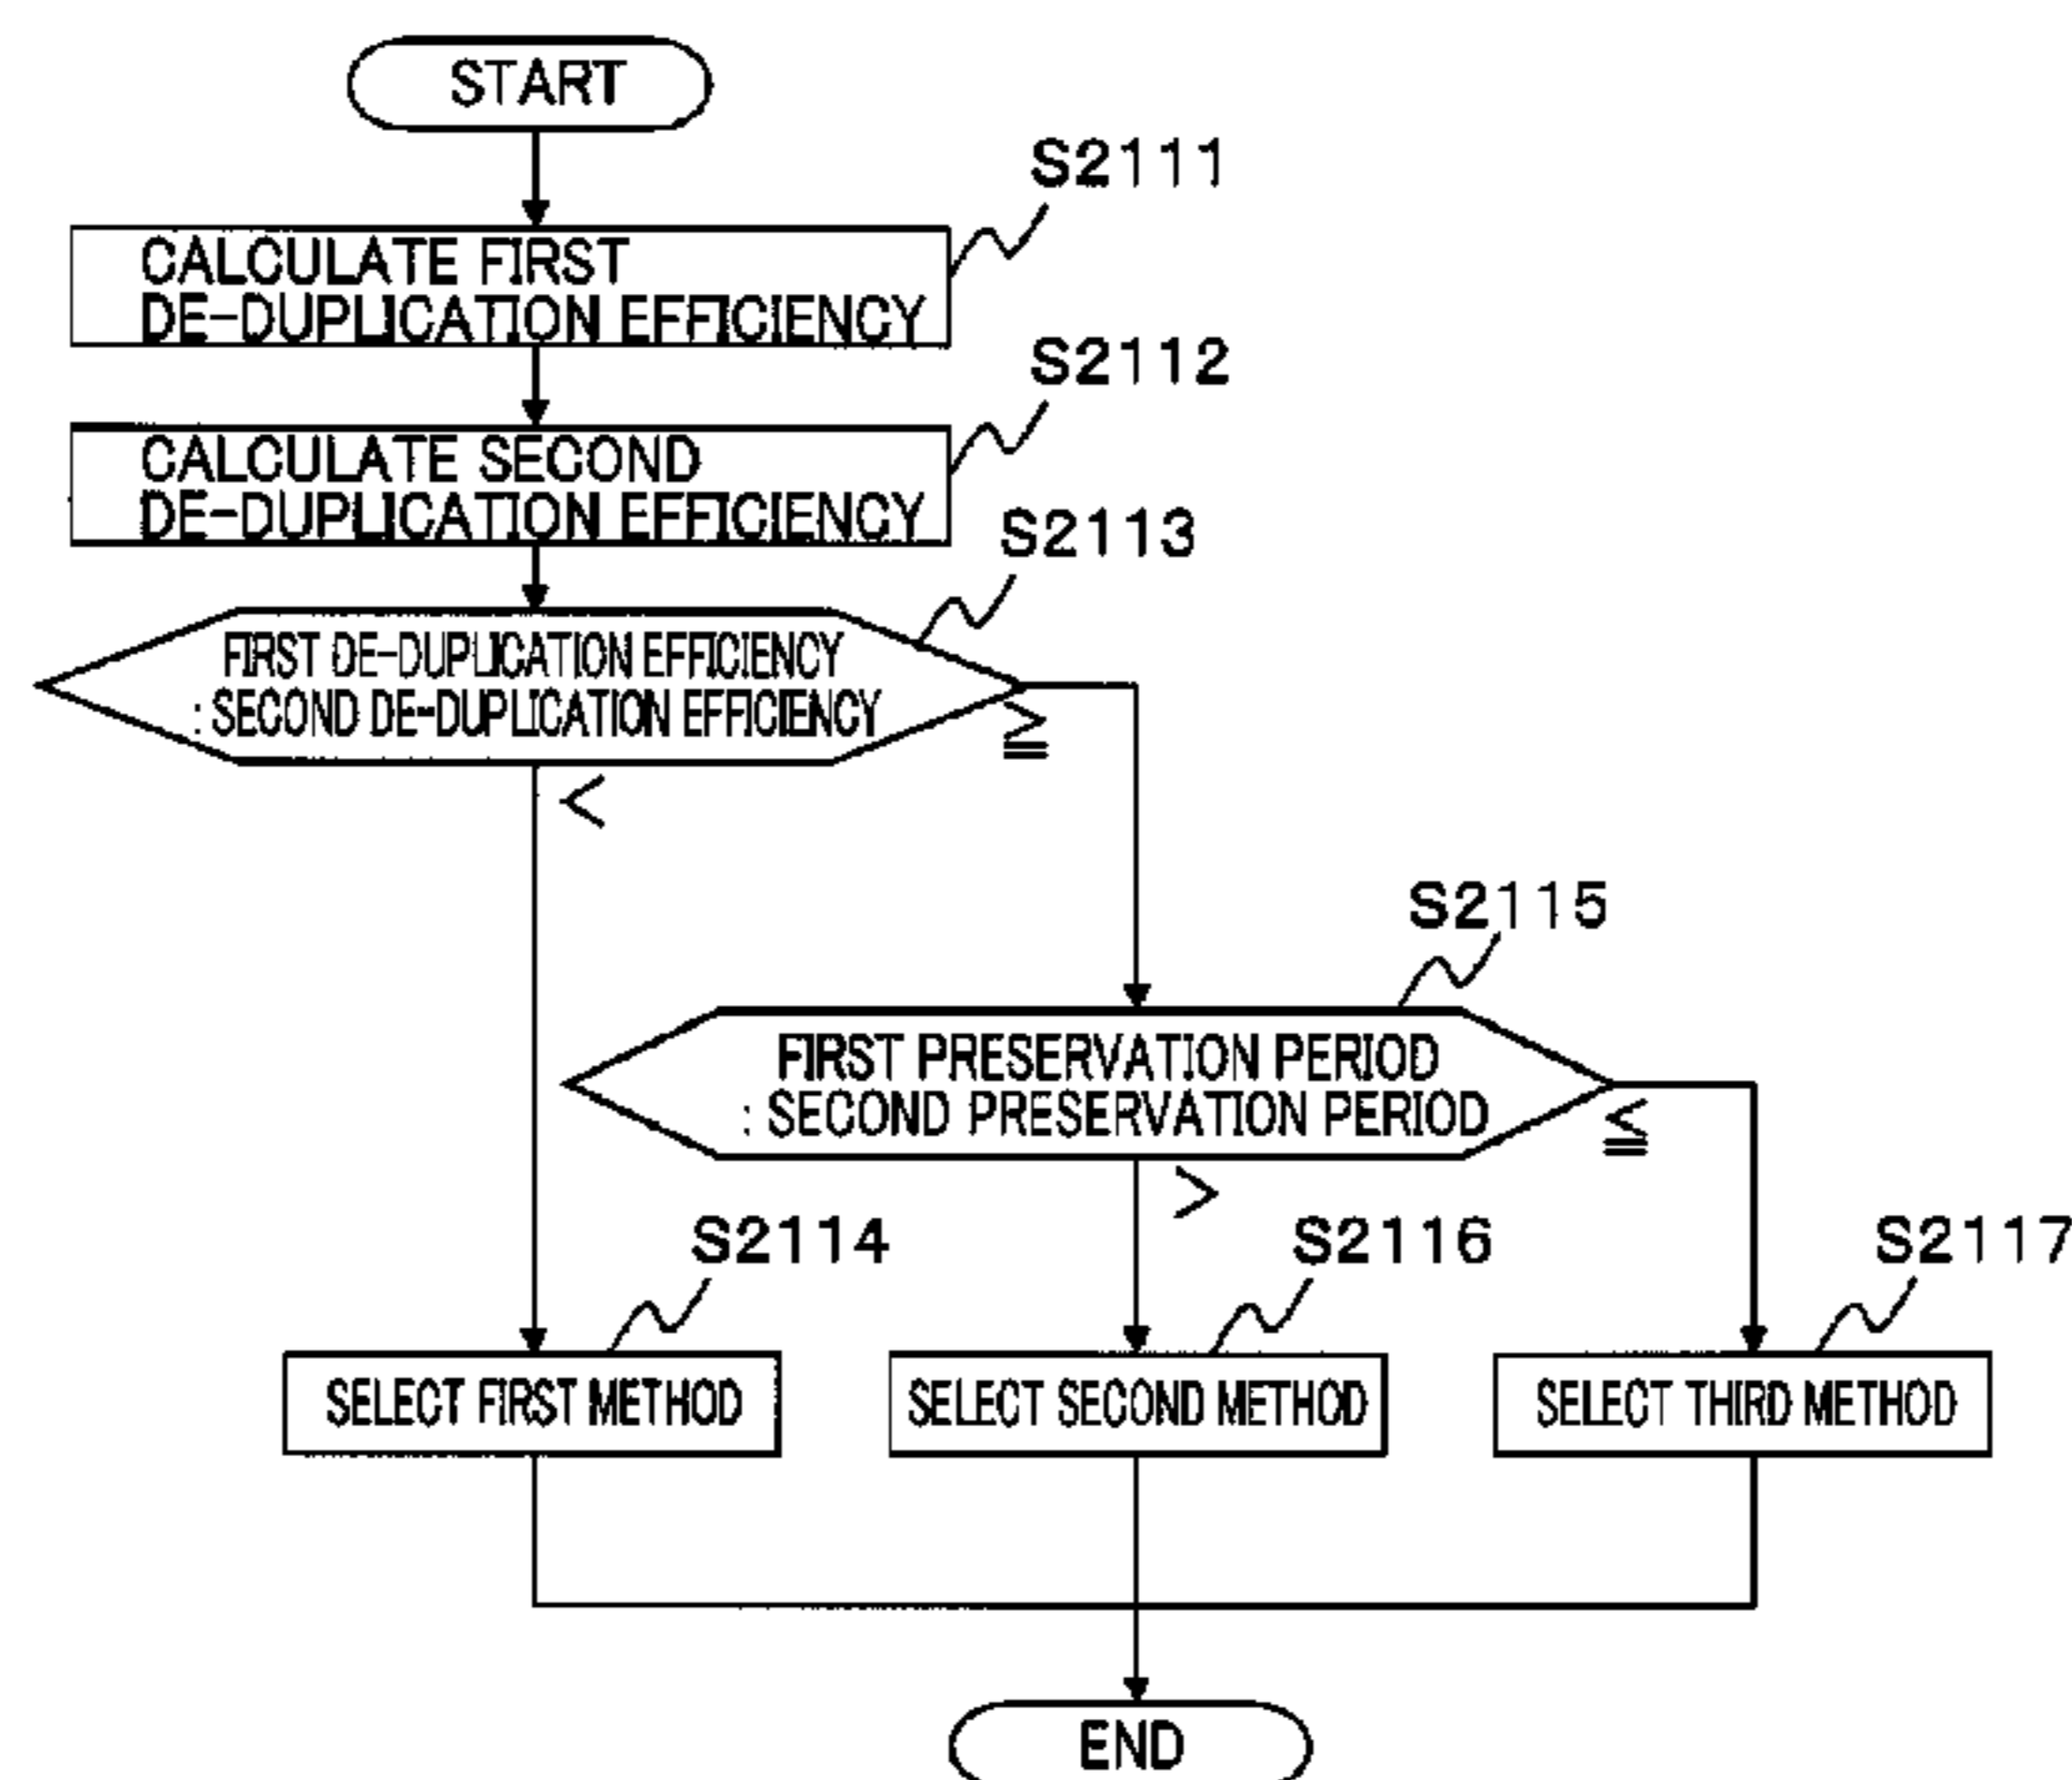 START
S2111
CALCULATE FIRST
DE-DUPLICATION EFFICIENCY
S2112
CALCULATE SECOND
DE-DUPLICATION EFFICIENCY
S2113
FIRST DE-DUPLICATION EFFICIENCY
: SECOND DE-DUPLICATION EFFICIENCY
≧
<
S2115
FIRST PRESERVATION PERIOD
: SECOND PRESERVATION PERIOD
≦
>
S2114
S2116
S2117
SELECT FIRST METHOD
SELECT SECOND METHOD
SELECT THIRD METHOD
END